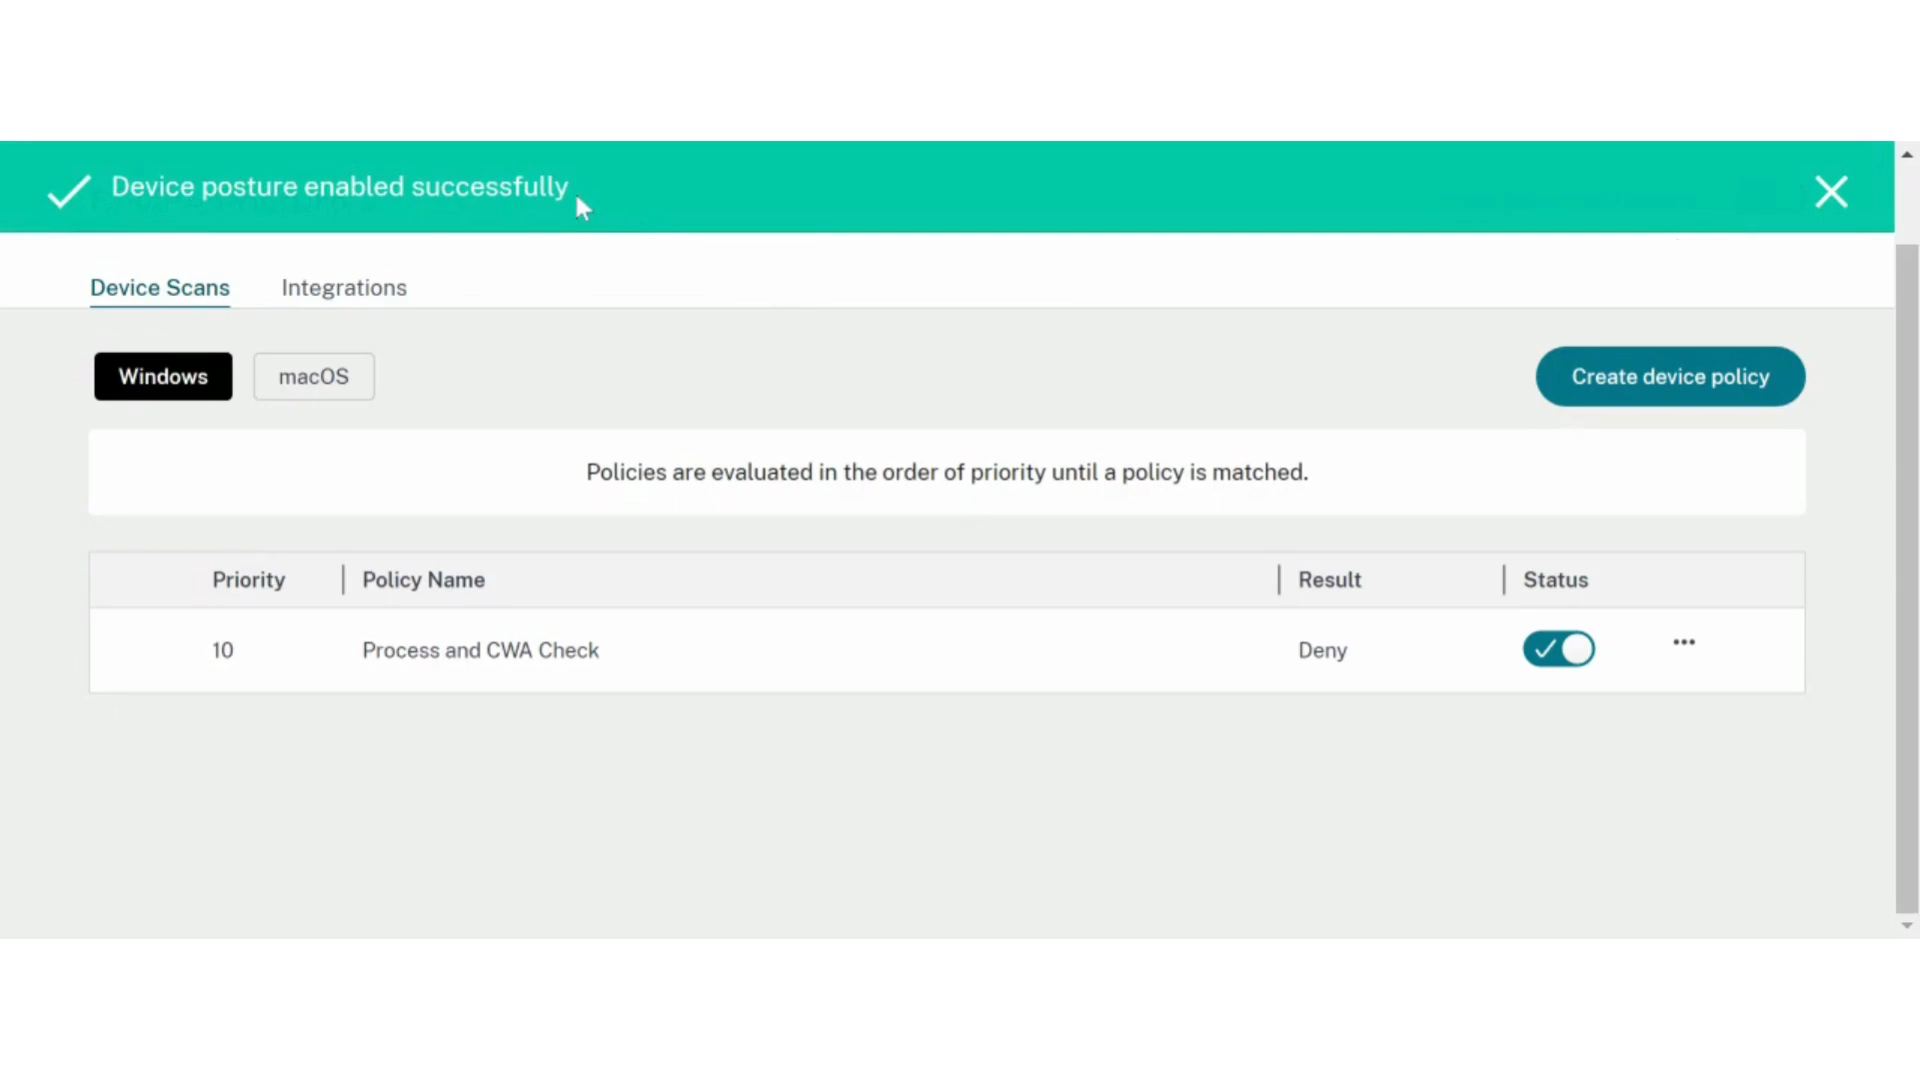 Device posture enabled successfully
Device Scans Integrations
Windows macOS Create device policy
Policies are evaluated in the order of priority until a policy is matched.
Priority Policy Name Result Status
10 Process and CWA Check Deny